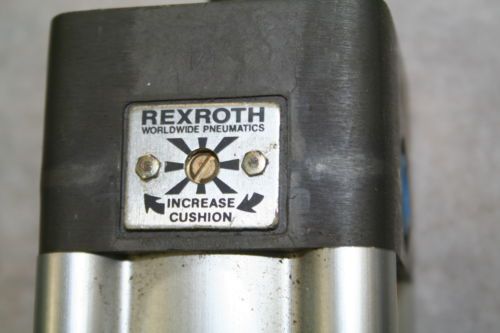 REXROTH
WORLDWIDE PNEUMATICS
INCREASE
CUSHION